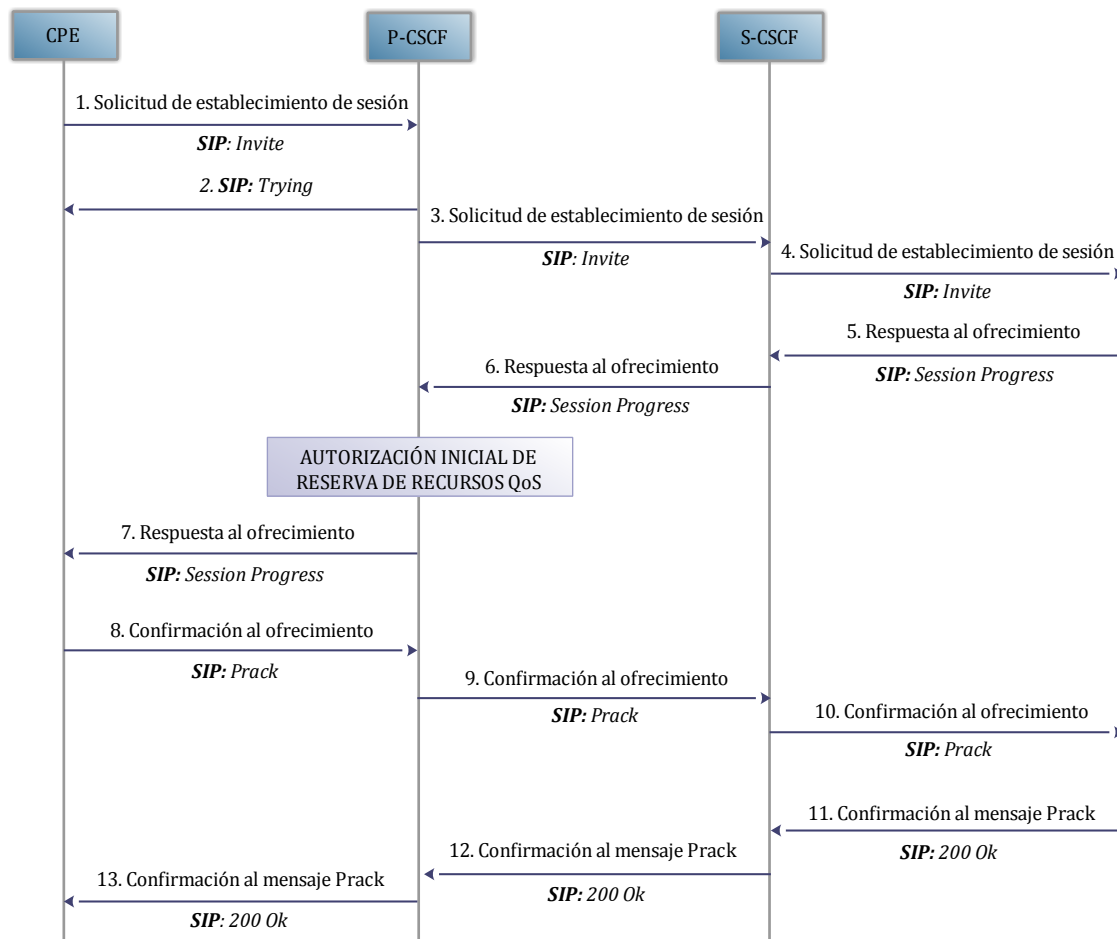 CPE
P-CSCF
S-CSCF
1. Solicitud de establecimiento de sesión
SIP: Invite
2. SIP: Trying
3. Solicitud de establecimiento de sesión
SIP: Invite
4. Solicitud de establecimiento de sesión
SIP: Invite
5. Respuesta al ofrecimiento
SIP: Session Progress
6. Respuesta al ofrecimiento
SIP: Session Progress
AUTORIZACIÓN INICIAL DE
RESERVA DE RECURSOS QoS
7. Respuesta al ofrecimiento
SIP: Session Progress
8. Confirmación al ofrecimiento
SIP: Prack
9. Confirmación al ofrecimiento
SIP: Prack
10. Confirmación al ofrecimiento
SIP: Prack
11. Confirmación al mensaje Prack
SIP: 200 Ok
12. Confirmación al mensaje Prack
SIP: 200 Ok
13. Confirmación al mensaje Prack
SIP: 200 Ok